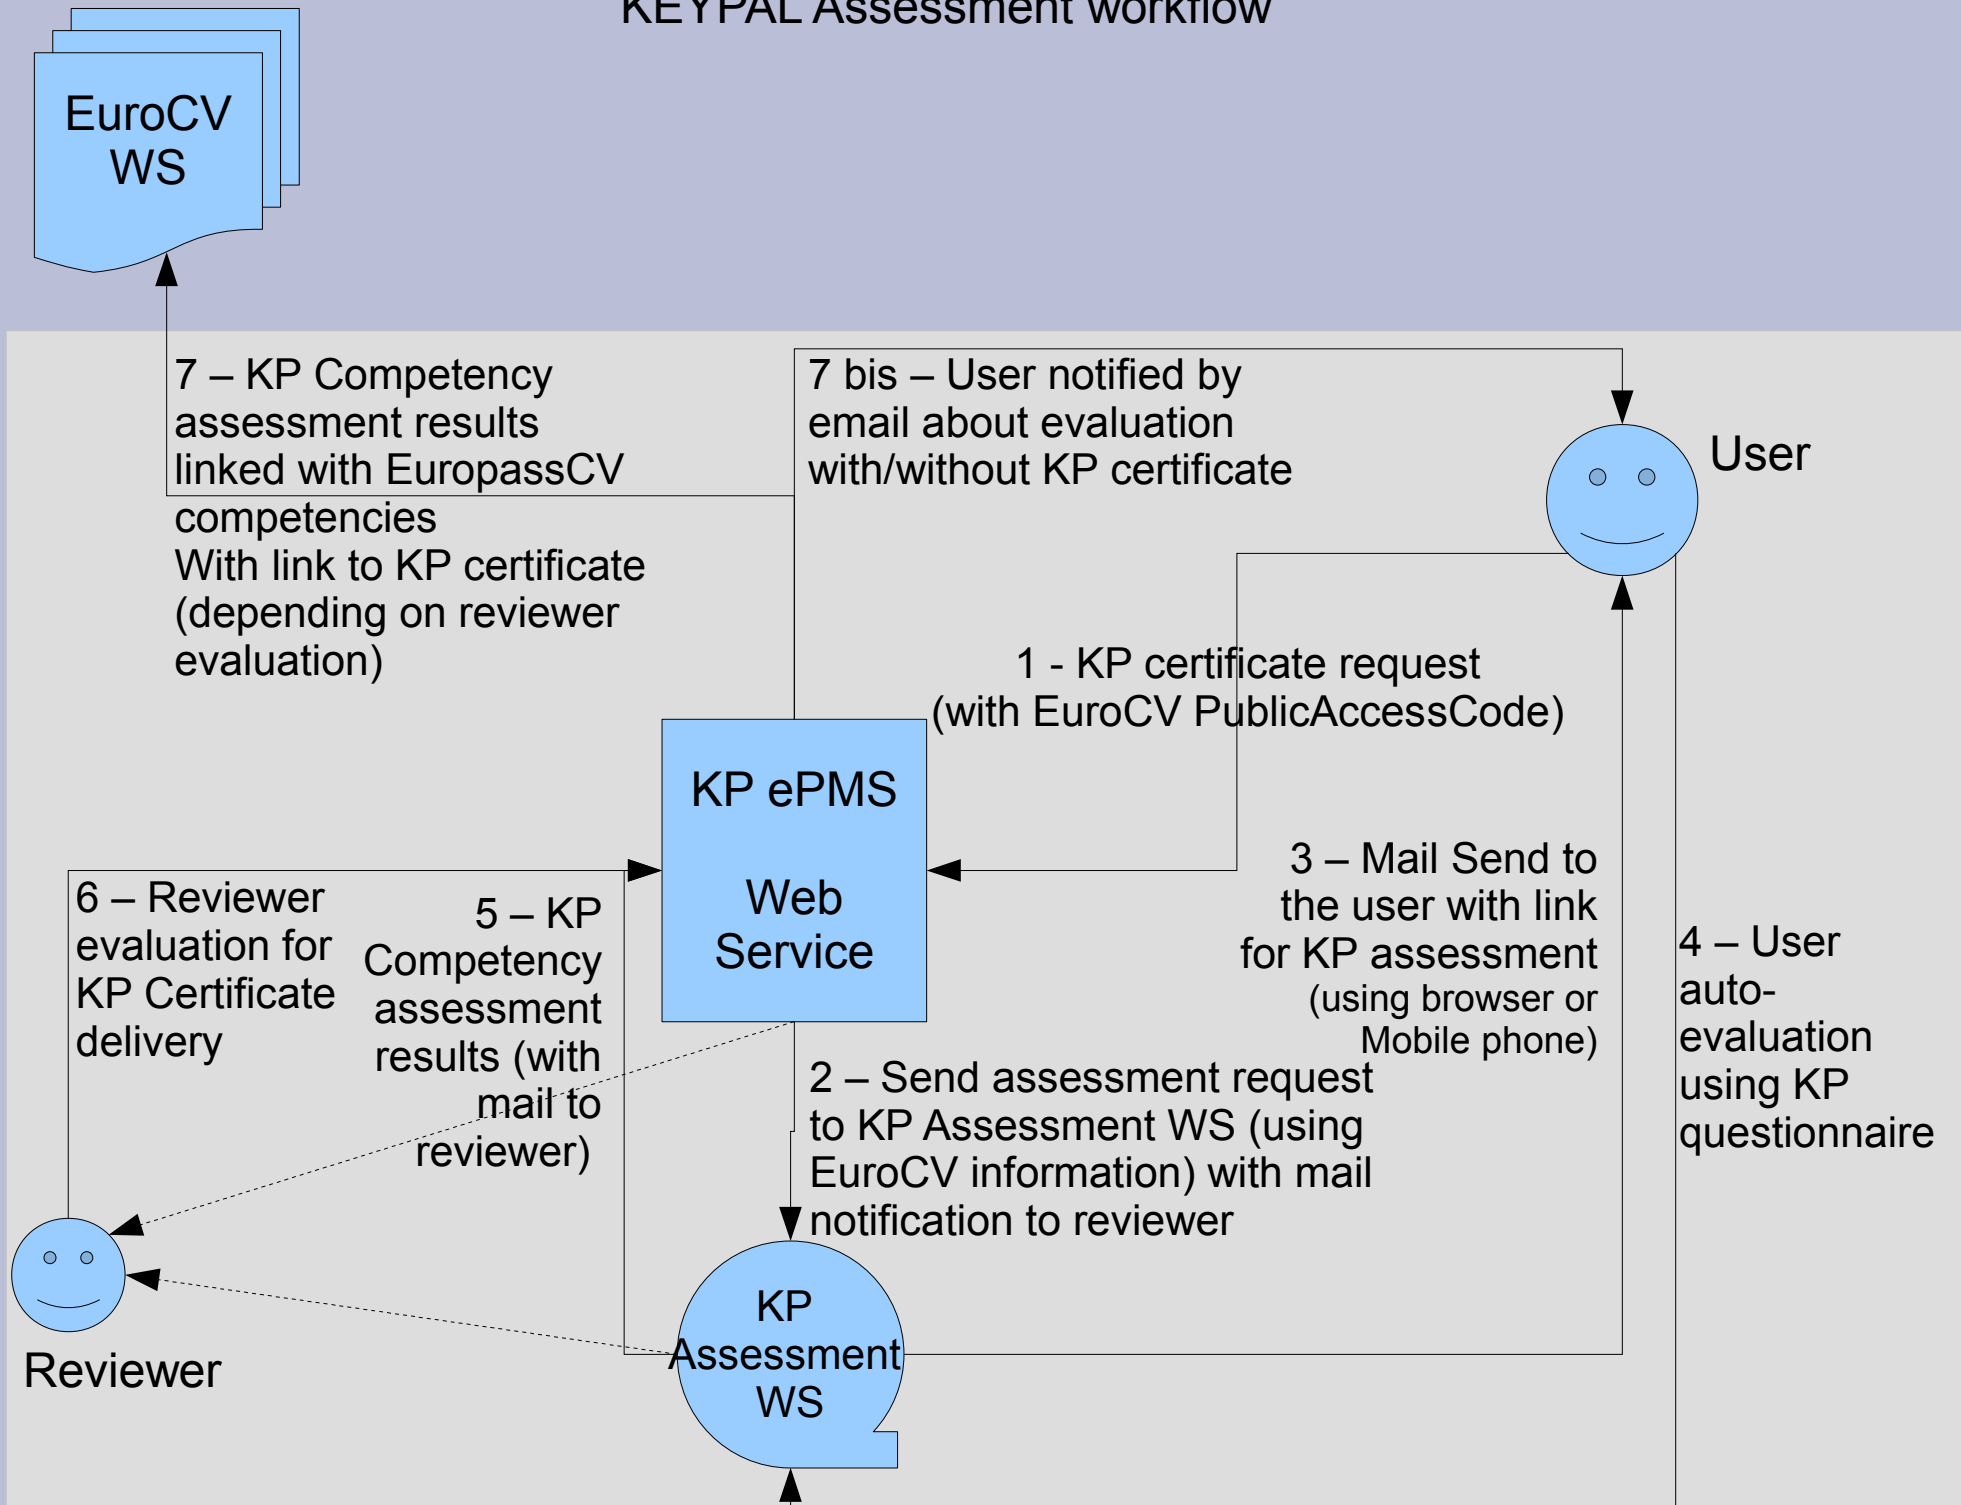 KEYPAL Assessment workflow
EuroCV
WS
7 – KP Competency
assessment results
linked with EuropassCV
competencies
With link to KP certificate
(depending on reviewer
evaluation)
7 bis – User notified by
email about evaluation
with/without KP certificate
User
1 - KP certificate request
(with EuroCV PublicAccessCode)
KP ePMS
Web
Service
3 – Mail Send to
the user with link
for KP assessment
(using browser or
Mobile phone)
4 – User
auto-
evaluation
using KP
questionnaire
6 – Reviewer
evaluation for
KP Certificate
delivery
5 – KP
Competency
assessment
results (with
mail to
reviewer)
2 – Send assessment request
to KP Assessment WS (using
EuroCV information) with mail
notification to reviewer
Reviewer
KP
Assessment
WS